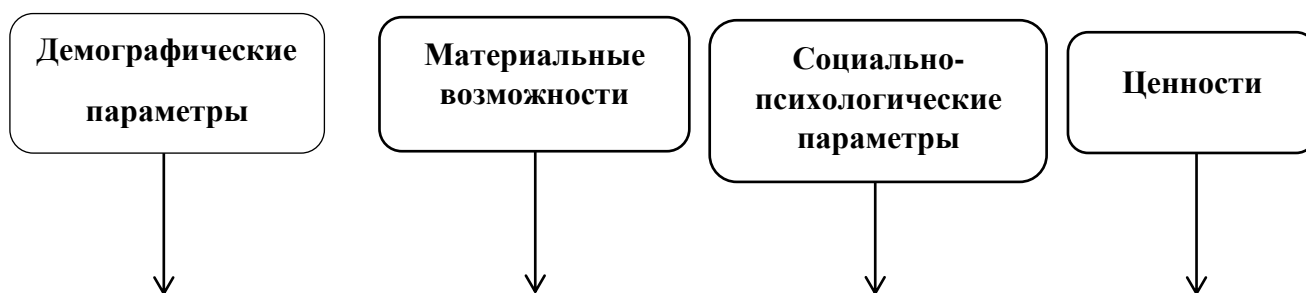 Демографические
параметры
Материальные
возможности
Социально-
психологические
параметры
Ценности